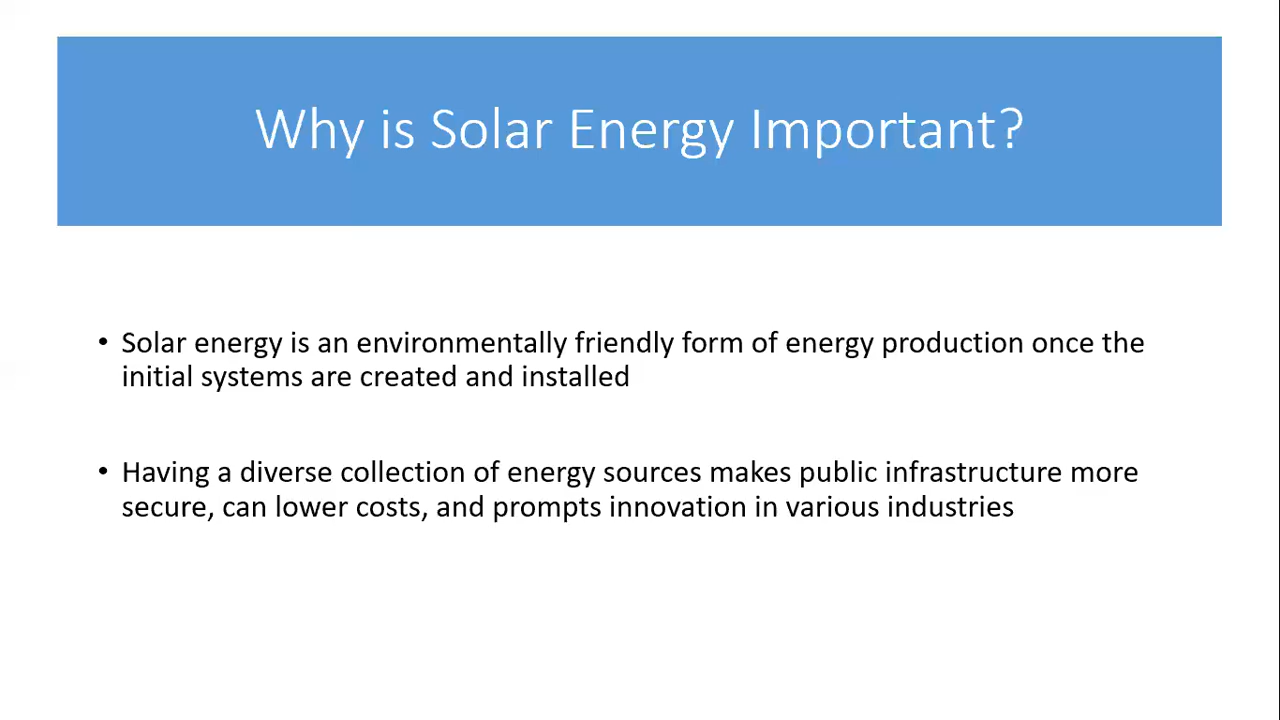 Why is Solar Energy Important?
• Solar energy is an environmentally friendly form of energy production once the
initial systems are created and installed
• Having a diverse collection of energy sources makes public infrastructure more
secure, can lower costs, and prompts innovation in various industries